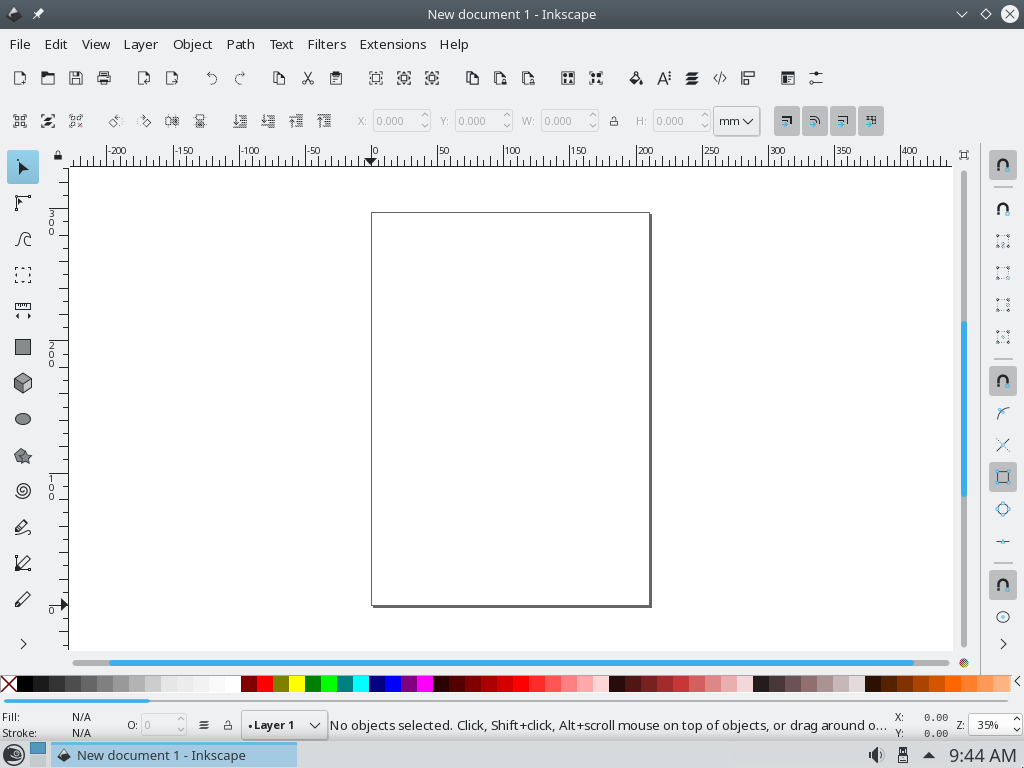 New document 1 - Inkscape
File Edit View Layer Object Path Text Filters Extensions Help
X: 0.000 Y: 0.000 W: 0.000 H: 0.000 mm
-200 -150 -100 -50 0 50 100 150 200 250 300 350 400
300
200
100
0
Fill: N/A
Stroke: N/A
O: 0
•Layer 1
No objects selected. Click, Shift+click, Alt+scroll mouse on top of objects, or drag around o...
X: 0.00
Y: 0.00
Z: 35%
New document 1 - Inkscape
9:44 AM